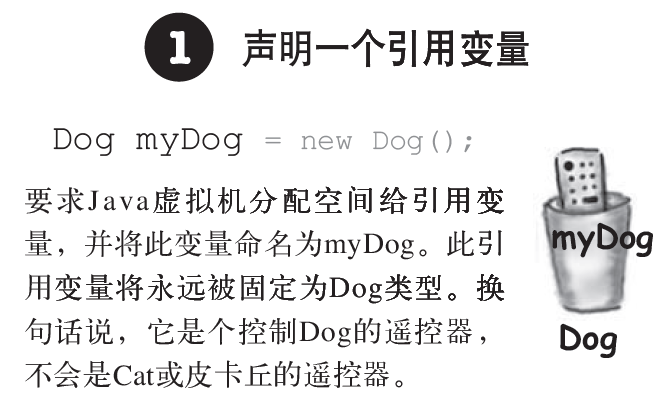 1 声明一个引用变量
Dog myDog = new Dog();
要求Java虚拟机分配空间给引用变
量，并将此变量命名为myDog。此引
用变量将永远被固定为Dog类型。换
句话说，它是个控制Dog的遥控器，
不会是Cat或皮卡丘的遥控器。
myDog
Dog